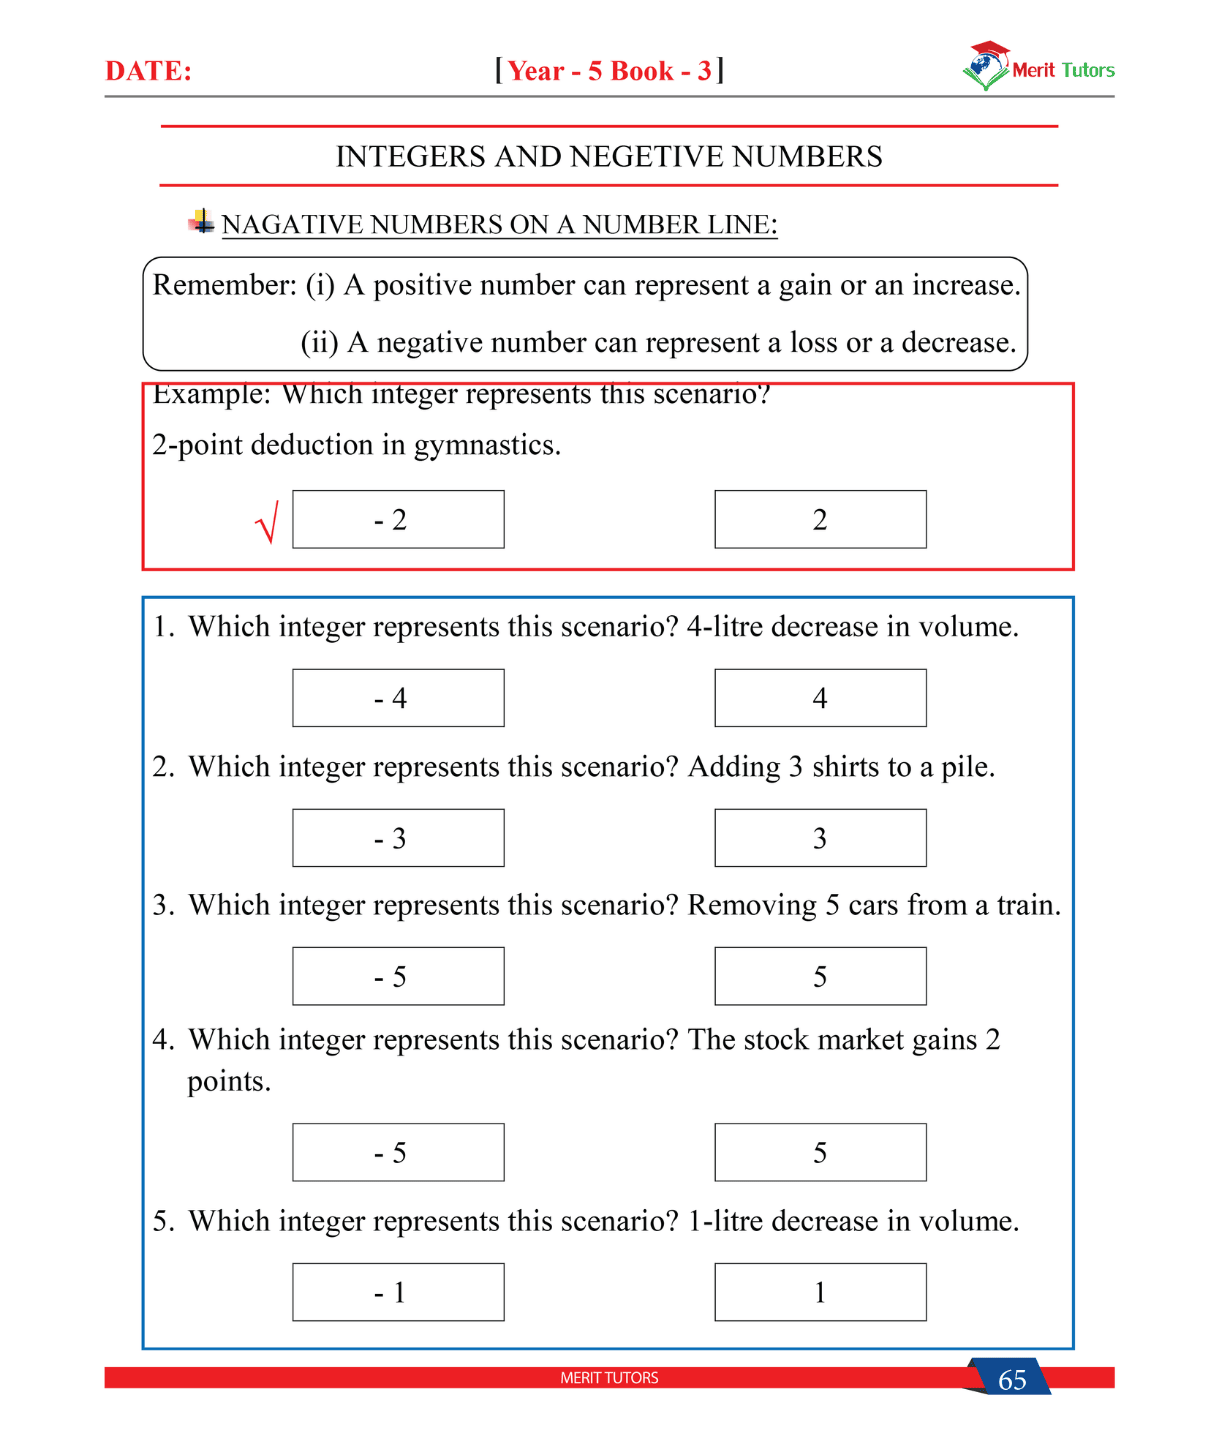 DATE:
[Year - 5 Book - 3]
Merit Tutors
INTEGERS AND NEGETIVE NUMBERS
NAGATIVE NUMBERS ON A NUMBER LINE:
Remember: (i) A positive number can represent a gain or an increase.
(ii) A negative number can represent a loss or a decrease.
Example: Which integer represents this scenario?
2-point deduction in gymnastics.
√ - 2 2
1. Which integer represents this scenario? 4-litre decrease in volume.
- 4 4
2. Which integer represents this scenario? Adding 3 shirts to a pile.
- 3 3
3. Which integer represents this scenario? Removing 5 cars from a train.
- 5 5
4. Which integer represents this scenario? The stock market gains 2
points.
- 5 5
5. Which integer represents this scenario? 1-litre decrease in volume.
- 1 1
MERIT TUTORS
65